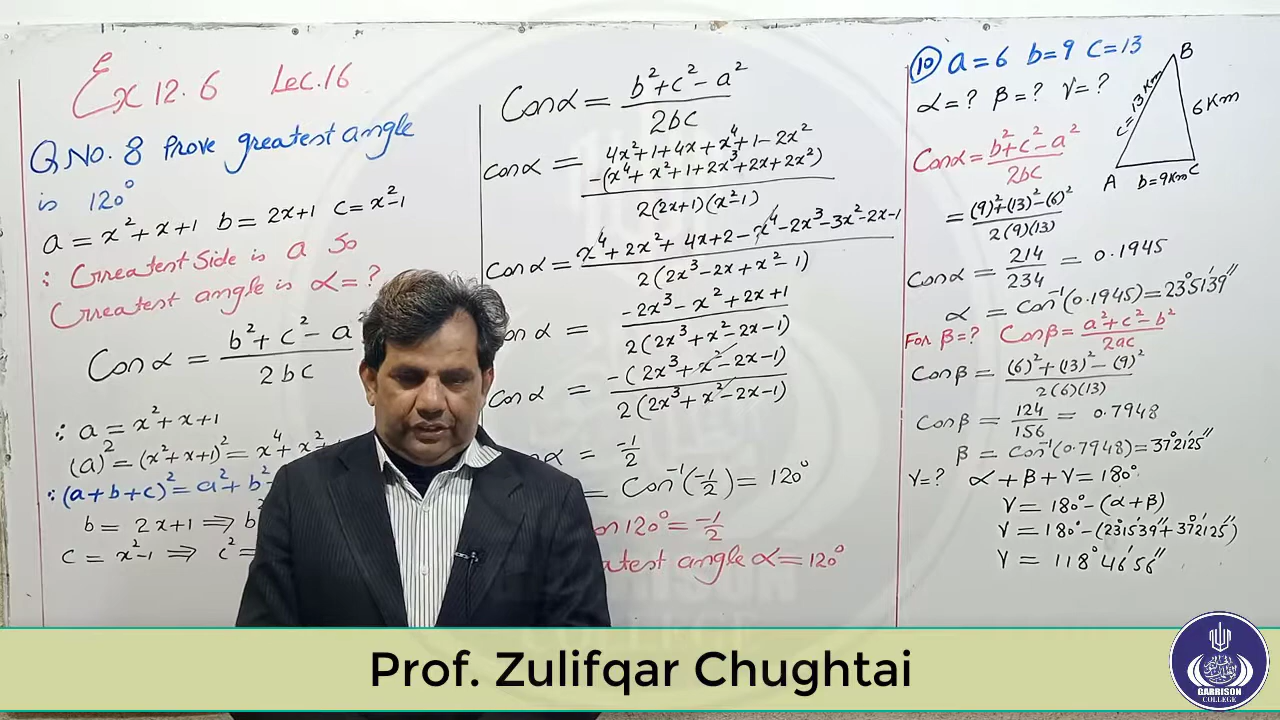 Ex 12.6 Lec.16
Q.No. 8 Prove greatest angle
is 120°
a = x²+x+1 b = 2x+1 c = x²-1
∵ Greatest Side is a So
Greatest angle is α = ?
Cosα = b²+c²-a
2bc
∵ a = x²+x+1
(a)² = (x²+x+1)² = x⁴+x²+
∵ (a+b+c)² = a²+b²
b = 2x+1 ⇒ b
c = x²-1 ⇒ c² =
Cosα = b²+c²-a²
2bc
Cosα = 4x²+1+4x+x⁴+1-2x²
-(x⁴+x²+1+2x³+2x+2x²)
2(2x+1)(x²-1)
Cosα = x⁴+2x²+4x+2-x⁴-2x³-3x²-2x-1
2(2x³-2x+x²-1)
Cosα = -2x³-x²+2x+1
2(2x³+x²-2x-1)
Cosα = -(2x³+x²-2x-1)
2(2x³+x²-2x-1)
α = -1/2
= Cos⁻¹(-1/2) = 120°
120° = -1/2
angle α = 120°
10 a=6 b=9 c=13
α=? β=? γ=?
B
c=13km
6 Km
A
b=9km
C
Cosα = b²+c²-a²
2bc
= (9)²+(13)²-(6)²
2(9)(13)
Cosα = 214/234 = 0.1945
α = Cos⁻¹(0.1945) = 23°51'39"
For β=? Cosβ = a²+c²-b²
2ac
Cosβ = (6)²+(13)²-(9)²
2(6)(13)
Cosβ = 124/156 = 0.7948
β = Cos⁻¹(0.7948) = 37°21'25"
γ=? α+β+γ = 180°
γ = 180°-(α+β)
γ = 180°-(23°15'39"+37°21'25")
γ = 118°46'56"
Prof. Zulifqar Chughtai
GARRISON
COLLEGE